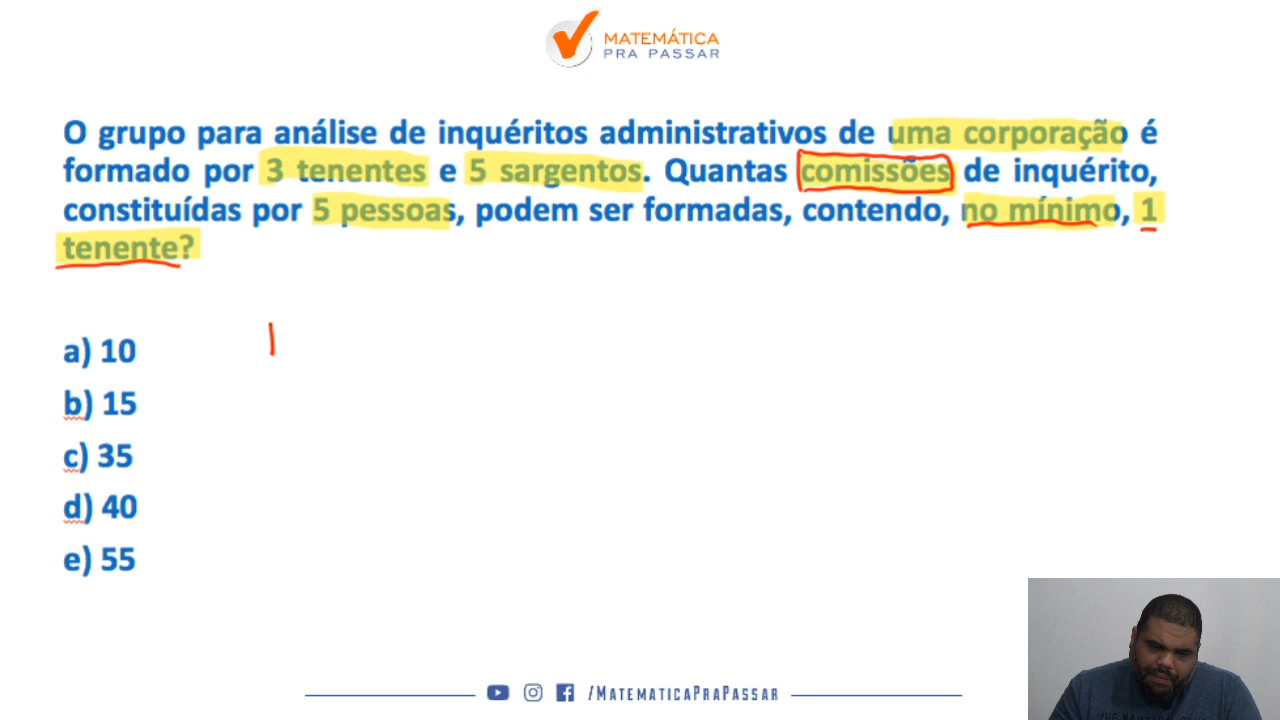 MATEMÁTICA
PRA PASSAR
O grupo para análise de inquéritos administrativos de uma corporação é
formado por 3 tenentes e 5 sargentos. Quantas comissões de inquérito,
constituídas por 5 pessoas, podem ser formadas, contendo, no mínimo, 1
tenente?
a) 10
b) 15
c) 35
d) 40
e) 55
/MATEMATICAPRAPASSAR